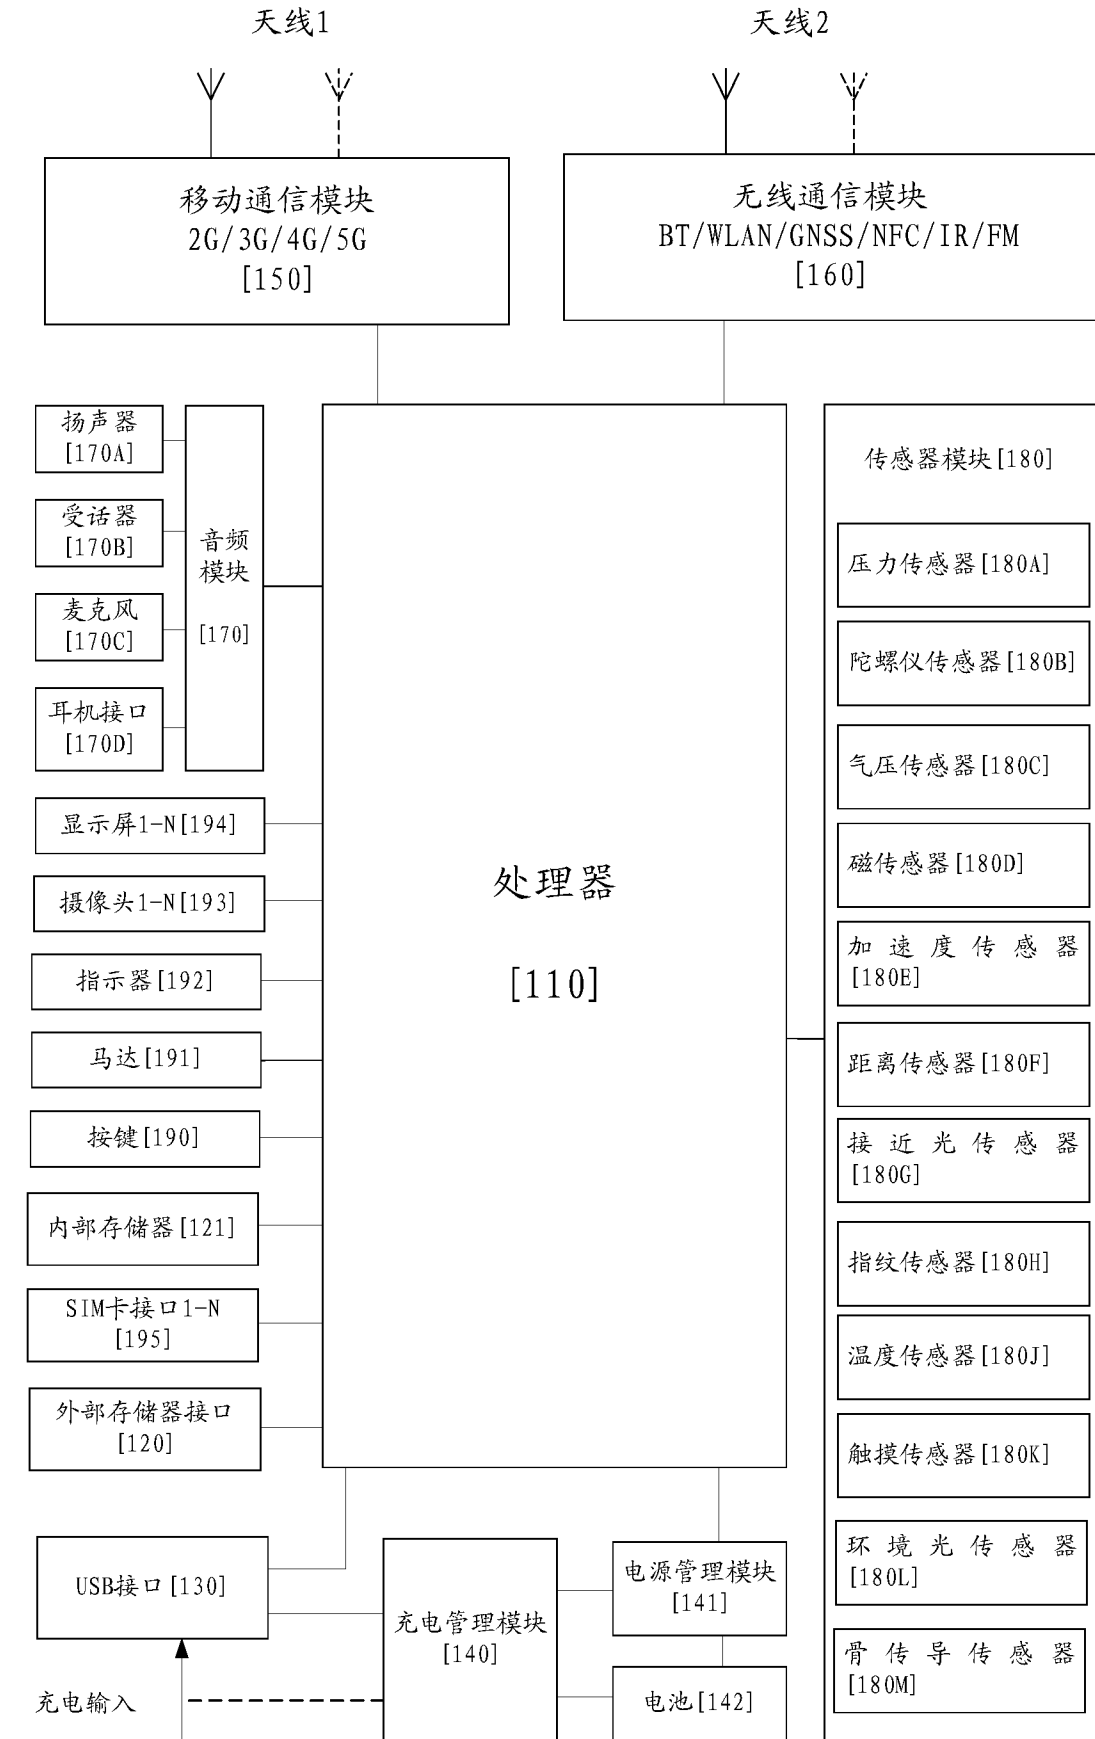 天线1
天线2
移动通信模块
2G/3G/4G/5G
[150]
无线通信模块
BT/WLAN/GNSS/NFC/IR/FM
[160]
扬声器
[170A]
受话器
[170B]
麦克风
[170C]
耳机接口
[170D]
音频
模块
[170]
显示屏1-N[194]
摄像头1-N[193]
指示器[192]
马达[191]
按键[190]
内部存储器[121]
SIM卡接口1-N
[195]
外部存储器接口
[120]
处理器
[110]
传感器模块[180]
压力传感器[180A]
陀螺仪传感器[180B]
气压传感器[180C]
磁传感器[180D]
加速度传感器
[180E]
距离传感器[180F]
接近光传感器
[180G]
指纹传感器[180H]
温度传感器[180J]
触摸传感器[180K]
环境光传感器
[180L]
骨传导传感器
[180M]
USB接口[130]
充电管理模块
[140]
电源管理模块
[141]
电池[142]
充电输入